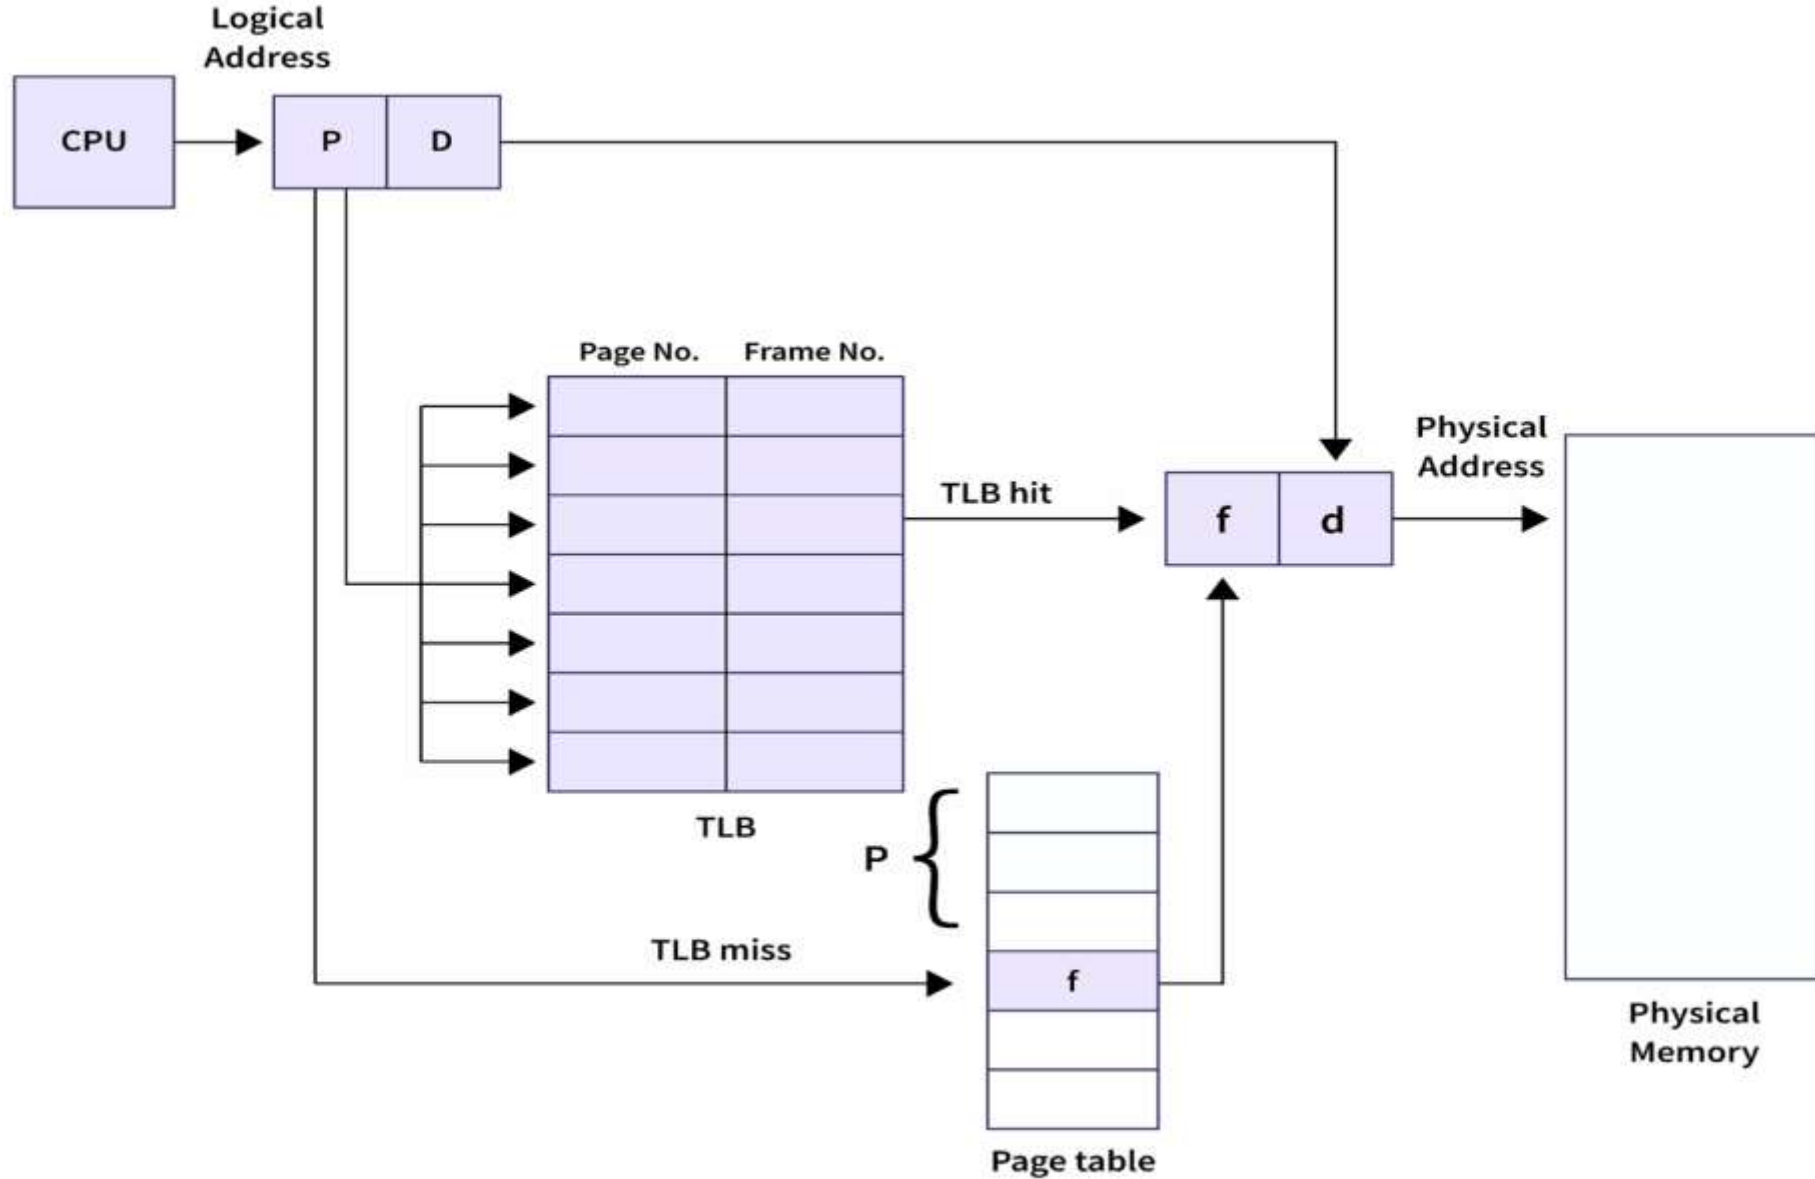 Logical
Address
CPU
P
D
Page No.
Frame No.
TLB hit
f
d
Physical
Address
TLB
P
TLB miss
f
Physical
Memory
Page table